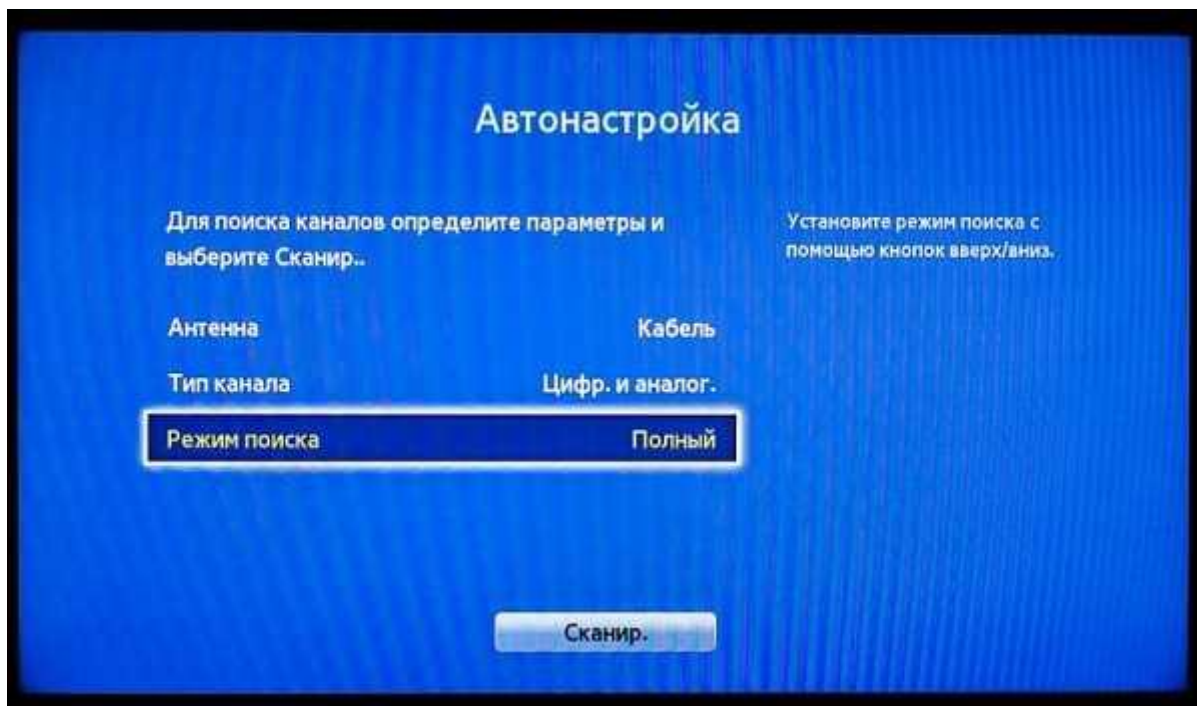 Автонастройка
Для поиска каналов определите параметры и
выберите Сканир..
Установите режим поиска с
помощью кнопок вверх/вниз.
Антенна Кабель
Тип канала Цифр. и аналог.
Режим поиска Полный
Сканир.